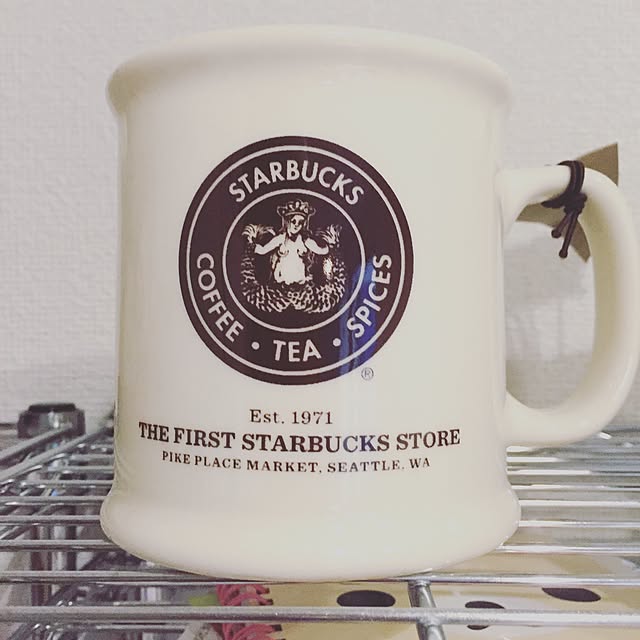 STARBUCKS
COFFEE • TEA • SPICES
®
Est. 1971
THE FIRST STARBUCKS STORE
PIKE PLACE MARKET, SEATTLE, WA